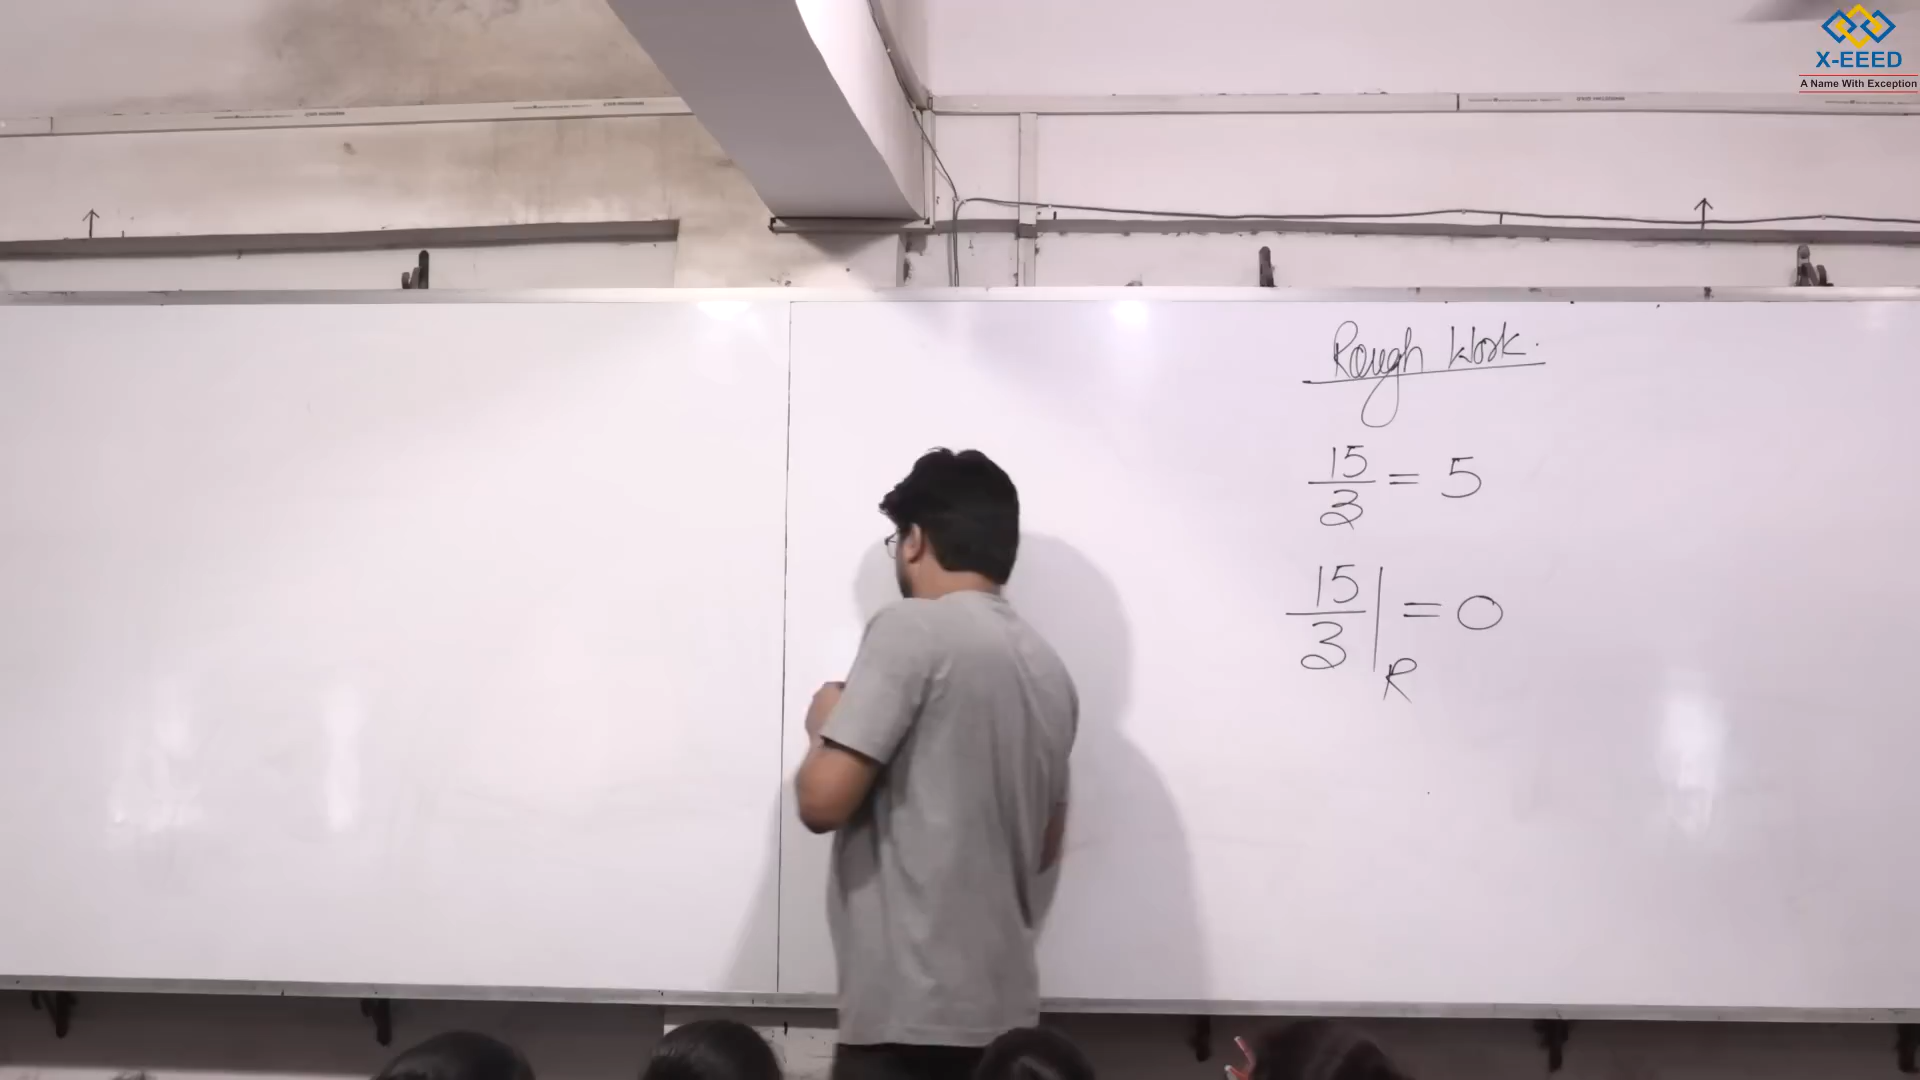 X-EEED
A Name With Exception
Rough Work.
15/3 = 5
15/3 |R = 0